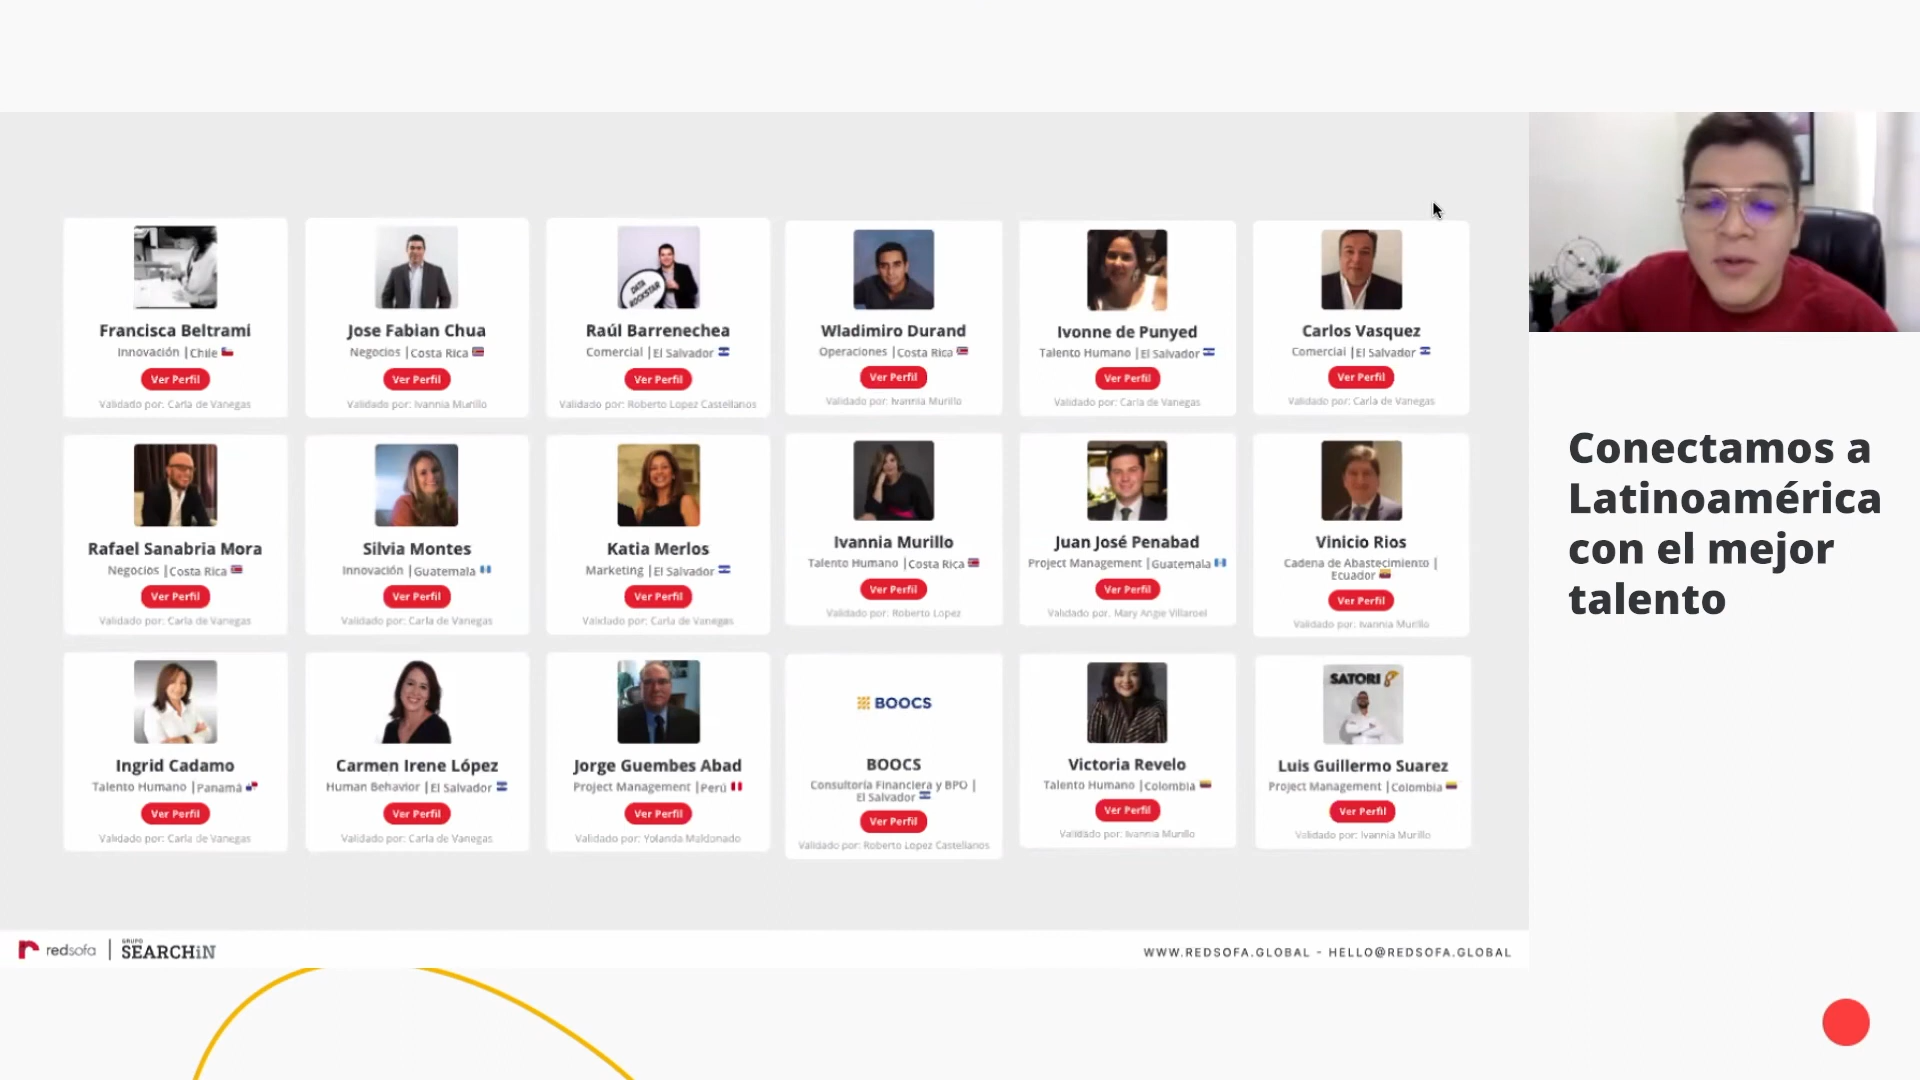 DATA
ROCKSTAR
Francisca Beltrami
Innovación | Chile
Ver Perfil
Validado por: Carla de Vanegas
Jose Fabian Chua
Negocios | Costa Rica
Ver Perfil
Validado por: Ivannia Murillo
Raúl Barrenechea
Comercial | El Salvador
Ver Perfil
Validado por: Roberto Lopez Castellanos
Wladimiro Durand
Operaciones | Costa Rica
Ver Perfil
Validado por: Ivannia Murillo
Ivonne de Punyed
Talento Humano | El Salvador
Ver Perfil
Validado por: Carla de Vanegas
Carlos Vasquez
Comercial | El Salvador
Ver Perfil
Validado por: Carla de Vanegas
Rafael Sanabria Mora
Negocios | Costa Rica
Ver Perfil
Validado por: Carla de Vanegas
Silvia Montes
Innovación | Guatemala
Ver Perfil
Validado por: Carla de Vanegas
Katia Merlos
Marketing | El Salvador
Ver Perfil
Validado por: Carla de Vanegas
Ivannia Murillo
Talento Humano | Costa Rica
Ver Perfil
Validado por: Roberto Lopez
Juan José Penabad
Project Management | Guatemala
Ver Perfil
Validado por. Mary Angie Villaroel
Vinicio Rios
Cadena de Abastecimiento |
Ecuador
Ver Perfil
Validado por: Ivannia Murillo
Ingrid Cadamo
Talento Humano | Panamá
Ver Perfil
Validado por: Carla de Vanegas
Carmen Irene López
Human Behavior | El Salvador
Ver Perfil
Validado por: Carla de Vanegas
Jorge Guembes Abad
Project Management | Perú
Ver Perfil
Validado por: Yolanda Maldonado
BOOCS
BOOCS
Consultoría Financiera y BPO |
El Salvador
Ver Perfil
Validado por: Roberto Lopez Castellanos
Victoria Revelo
Talento Humano | Colombia
Ver Perfil
Validado por: Ivannia Murillo
SATORI
Luis Guillermo Suarez
Project Management | Colombia
Ver Perfil
Validado por: Ivannia Murillo
Conectamos a
Latinoamérica
con el mejor
talento
redsofa | GRUPO SEARCHiN
WWW.REDSOFA.GLOBAL - HELLO@REDSOFA.GLOBAL